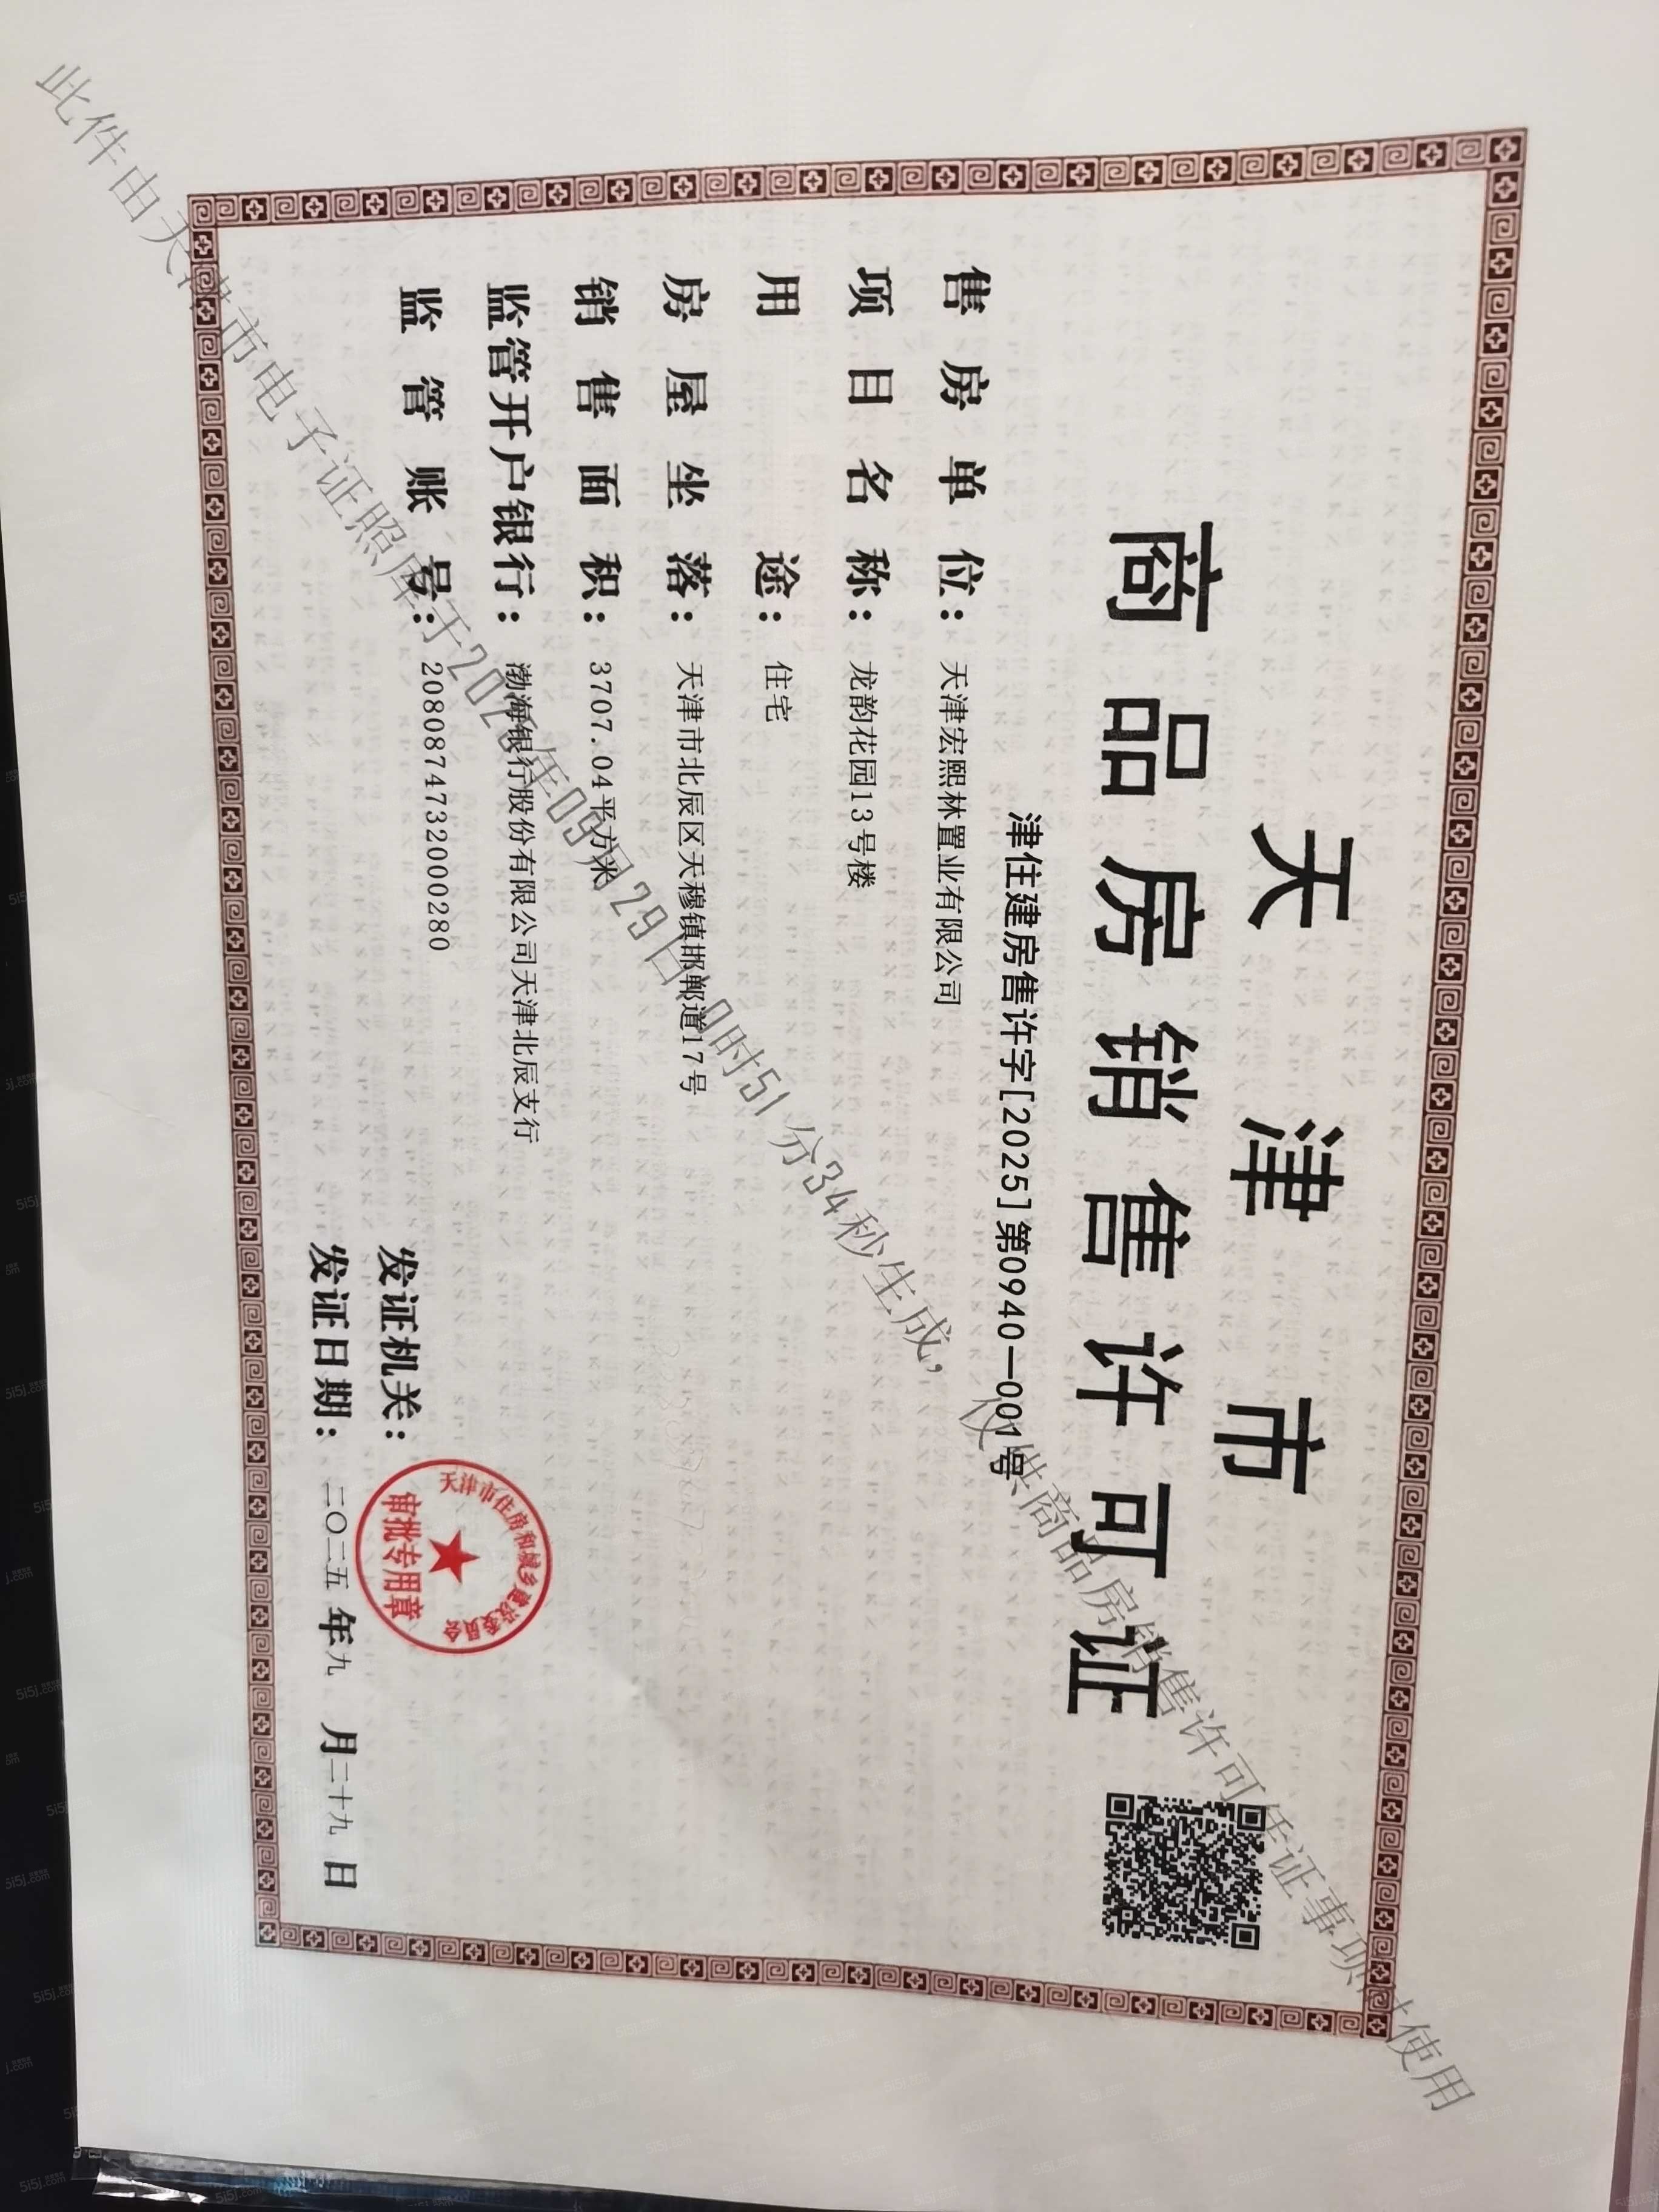 天津市
商品房销售许可证
津住建房售许字[2025]第0940—001号
售房单位：天津宏熙林置业有限公司
项目名称：龙韵花园13号楼
用途：住宅
房屋坐落：天津市北辰区天穆镇邯郸道17号
销售面积：3707.04平方米
监管开户银行：渤海银行股份有限公司天津北辰支行
监管账号：2080874732000280
发证机关：
天津市住房和城乡建设委员会
审批专用章
发证日期：二〇二五年九月二十九日
此件由天津市电子证照库于2025年09月29日 时51分34秒生成，仅供商品房销售许可任证事项 使用
5i5j.com